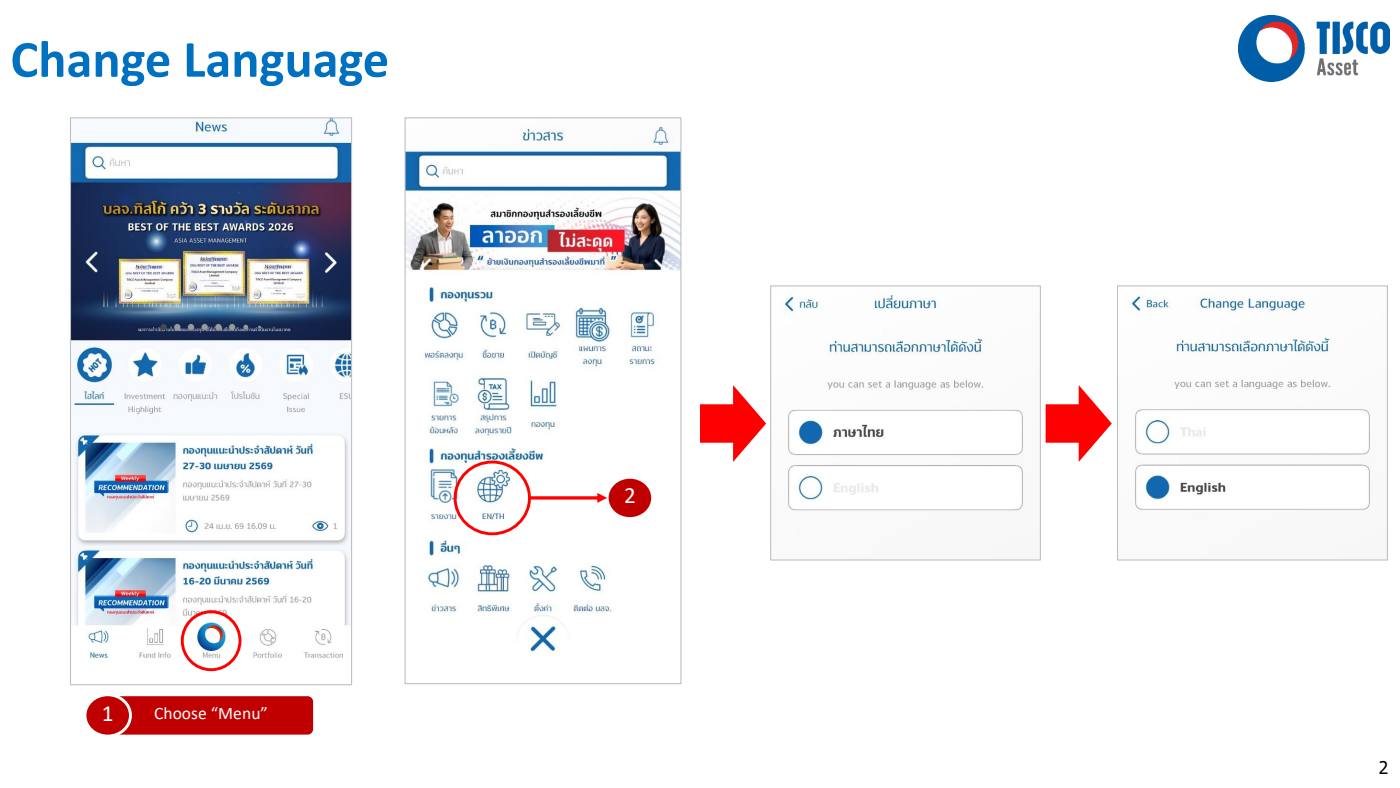 Change Language
TISCO
Asset
News
ค้นหา
บลจ.ทิสโก้ คว้า 3 รางวัล ระดับสากล
BEST OF THE BEST AWARDS 2026
ASIA ASSET MANAGEMENT
ไฮไลท์
Investment
Highlight
กองทุนแนะนำ
โปรโมชัน
Special
Issue
กองทุนแนะนำประจำสัปดาห์ วันที่
27-30 เมษายน 2569
Weekly
RECOMMENDATION
กองทุนแนะนำประจำสัปดาห์ วันที่ 27-30
เมษายน 2569
24 เม.ย. 69 16.09 น.
1
กองทุนแนะนำประจำสัปดาห์ วันที่
16-20 มีนาคม 2569
Weekly
RECOMMENDATION
กองทุนแนะนำประจำสัปดาห์ วันที่ 16-20
News
Fund Info
Menu
Portfolio
Transaction
1
Choose “Menu”
ข่าวสาร
ค้นหา
สมาชิกกองทุนสำรองเลี้ยงชีพ
ลาออก ไม่สะดุด
“ ย้ายเงินกองทุนสำรองเลี้ยงชีพมาที่ ”
กองทุนรวม
พอร์ตลงทุน
ซื้อขาย
เปิดบัญชี
แผนการ
ลงทุน
สถานะ
รายการ
รายการ
ย้อนหลัง
TAX
สรุปการ
ลงทุนรายปี
กองทุน
กองทุนสำรองเลี้ยงชีพ
รายงาน
EN/TH
2
อื่นๆ
ข่าวสาร
สิทธิพิเศษ
ตั้งค่า
ติดต่อ บลจ.
กลับ
เปลี่ยนภาษา
ท่านสามารถเลือกภาษาได้ดังนี้
you can set a language as below.
ภาษาไทย
English
Back
Change Language
ท่านสามารถเลือกภาษาได้ดังนี้
you can set a language as below.
Thai
English
2